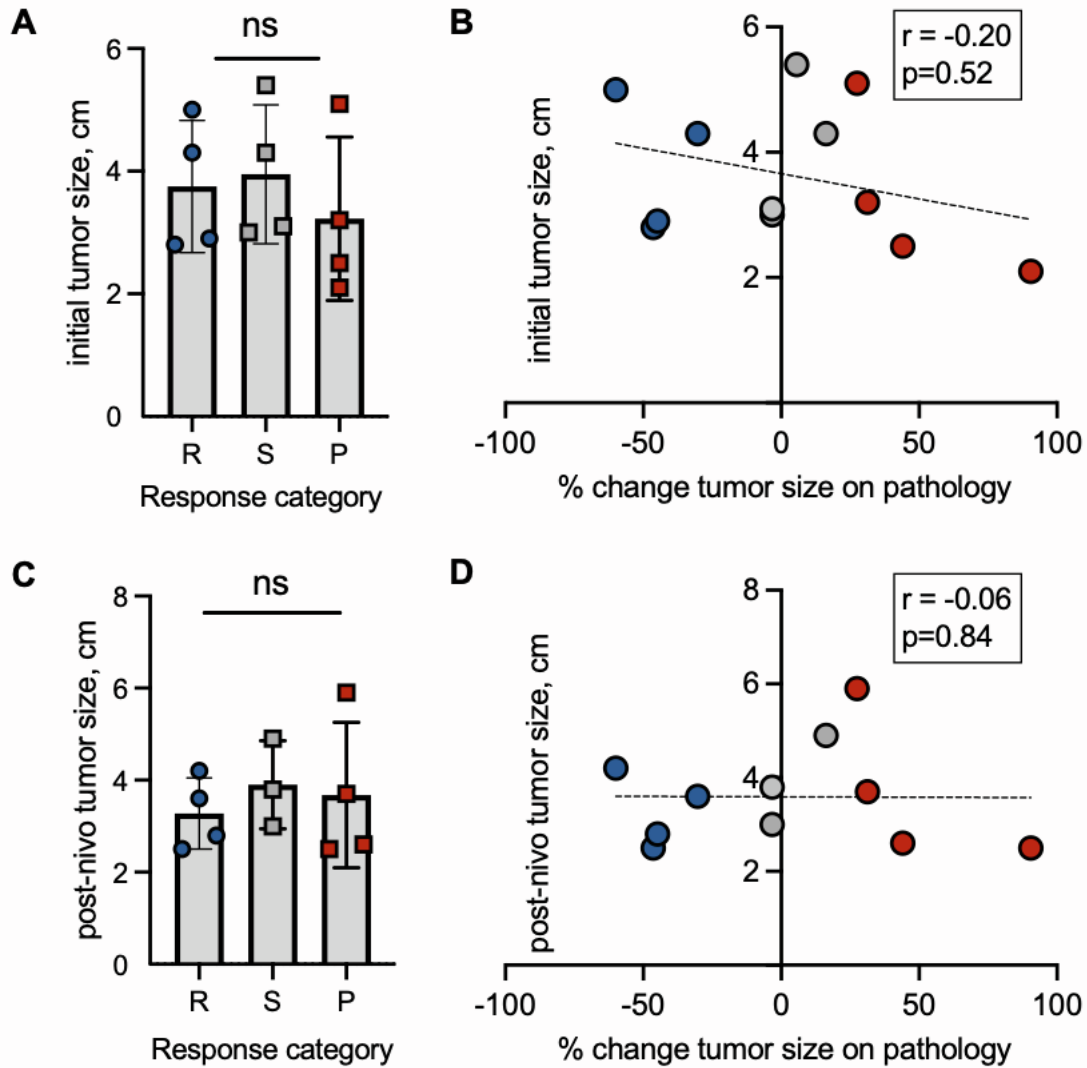 A
ns
initial tumor size, cm
6
4
2
0
R S P
Response category
B
r = -0.20
p=0.52
initial tumor size, cm
6
4
2
-100 -50 0 50 100
% change tumor size on pathology
C
ns
post-nivo tumor size, cm
8
6
4
2
0
R S P
Response category
D
r = -0.06
p=0.84
post-nivo tumor size, cm
8
6
4
2
-100 -50 0 50 100
% change tumor size on pathology